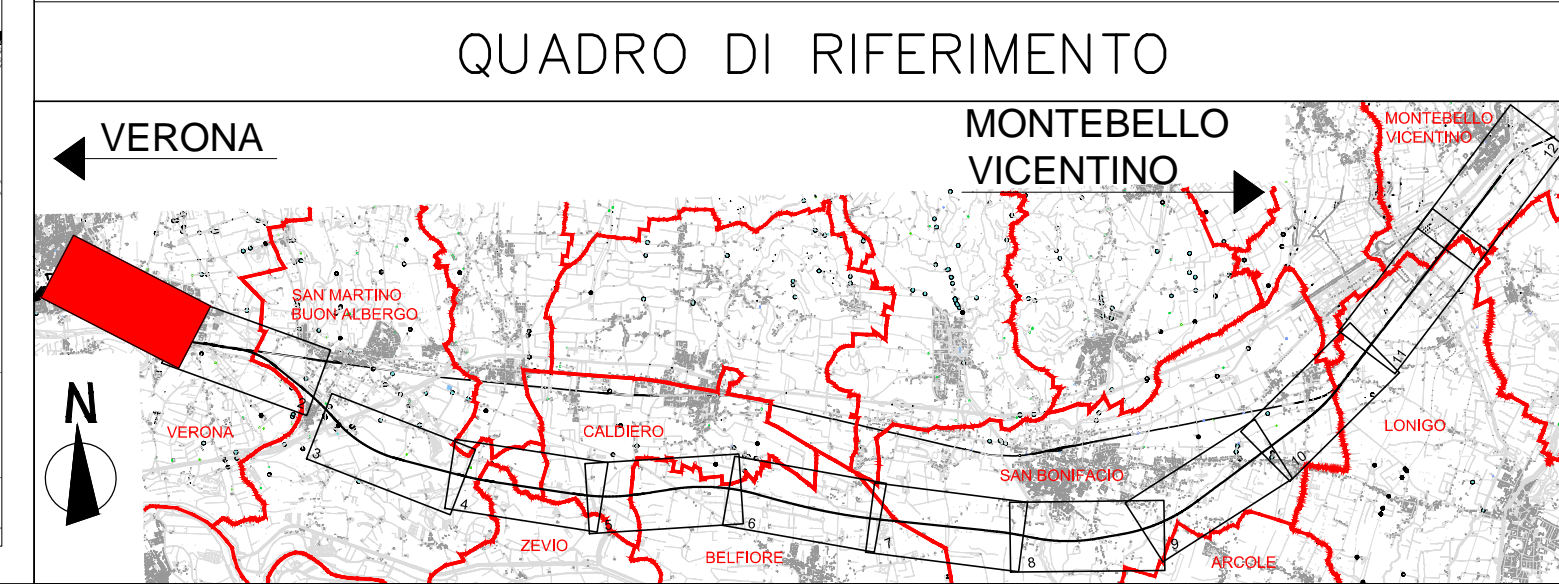 QUADRO DI RIFERIMENTO
VERONA
MONTEBELLO
VICENTINO
MONTEBELLO
VICENTINO
12
SAN MARTINO
BUON ALBERGO
11
N
VERONA
CALDIERO
LONIGO
3
SAN BONIFACIO
10
4
5
6
7
ZEVIO
BELFIORE
8
9
ARCOLE